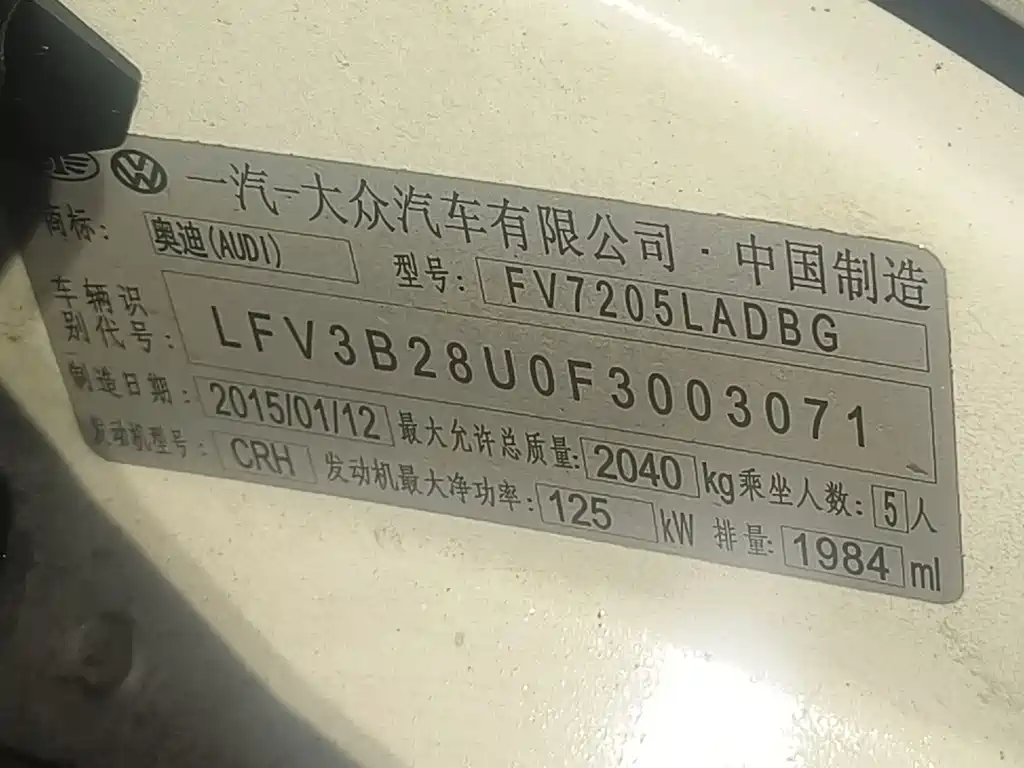 一汽-大众汽车有限公司·中国制造
商标: 奥迪(AUDI) 型号: FV7205LADBG
车辆识别代号: LFV3B28U0F3003071
制造日期: 2015/01/12 最大允许总质量: 2040 kg 乘坐人数: 5 人
发动机型号: CRH 发动机最大净功率: 125 kW 排量: 1984 ml